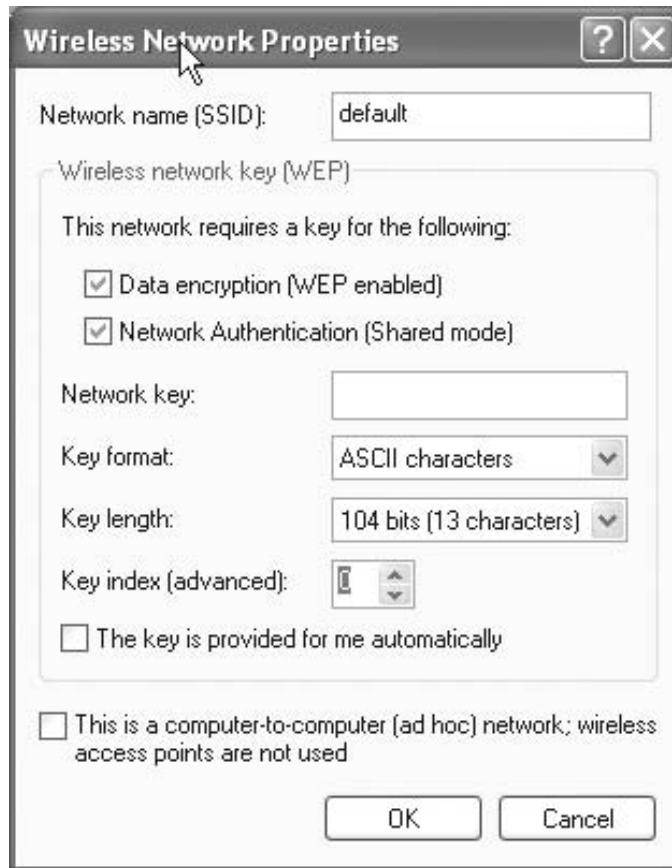 Wireless Network Properties
Network name (SSID): default
Wireless network key (WEP)
This network requires a key for the following:
Data encryption (WEP enabled)
Network Authentication (Shared mode)
Network key:
Key format: ASCII characters
Key length: 104 bits (13 characters)
Key index (advanced): 0
The key is provided for me automatically
This is a computer-to-computer (ad hoc) network; wireless
access points are not used
OK Cancel